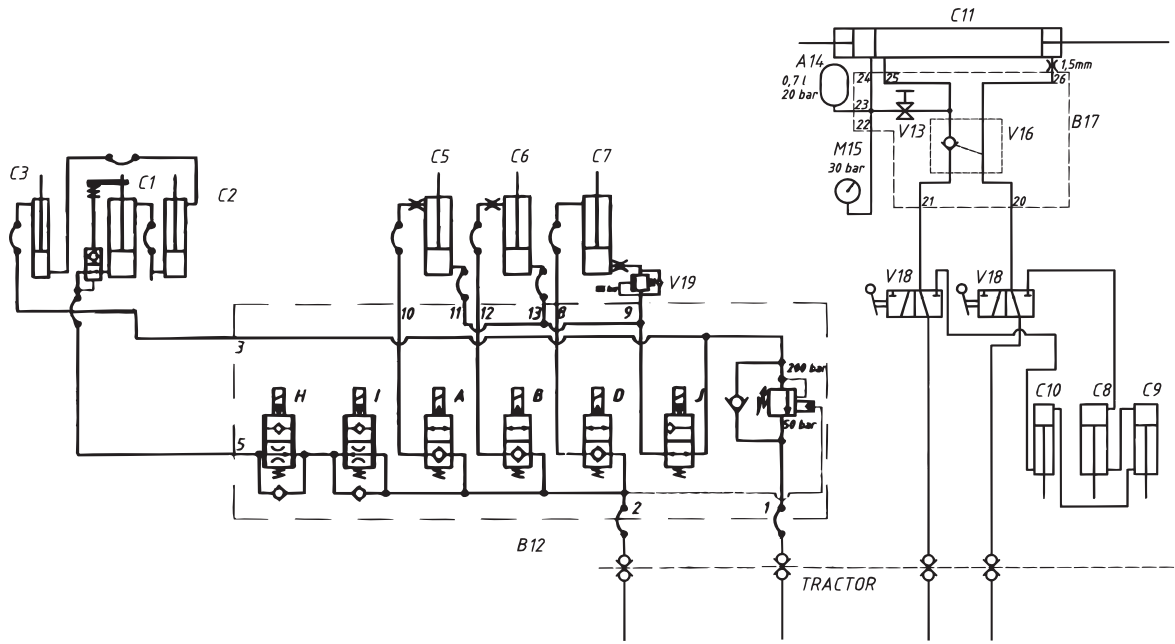 C11
A14
0,7 l
20 bar
24
25
1,5mm
26
23
22
V13
V16
B17
M15
30 bar
21
20
C3
C1
C2
C5
C6
C7
V19
V18
V18
10
11
12
13
8
9
3
200 bar
H
I
A
B
D
J
50 bar
5
C10
C8
C9
2
1
B12
TRACTOR